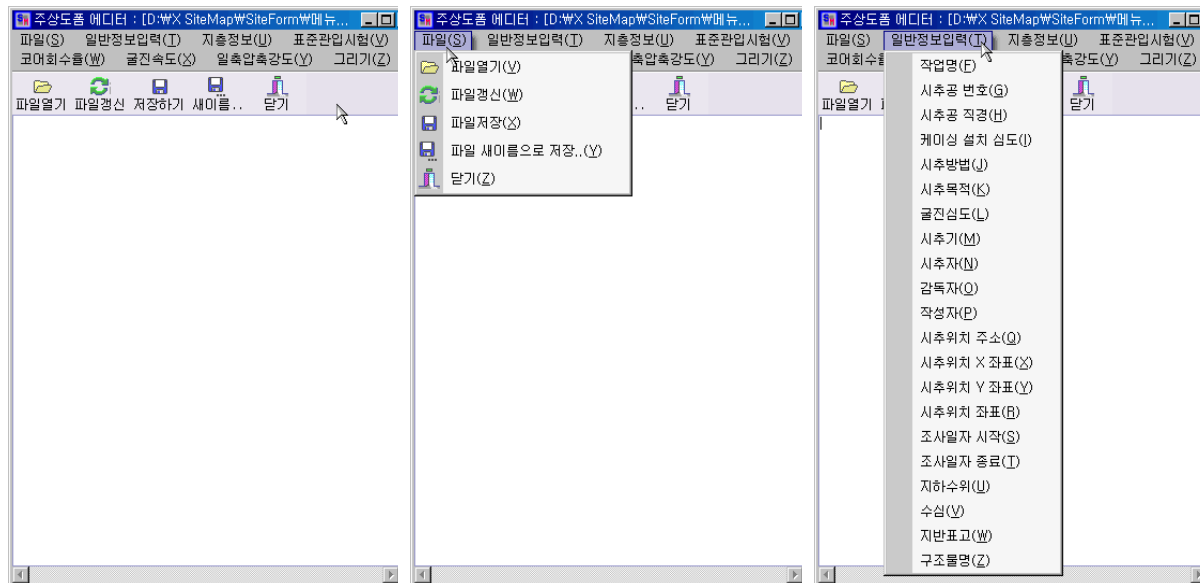 주상도폼 에디터 : [D:₩X SiteMap₩SiteForm₩메뉴...
파일(S) 일반정보입력(T) 지층정보(U) 표준관입시험(V)
코어회수율(W) 굴진속도(X) 일축압축강도(Y) 그리기(Z)
파일열기 파일갱신 저장하기 새이름.. 닫기
주상도폼 에디터 : [D:₩X SiteMap₩SiteForm₩메뉴...
파일(S) 일반정보입력(T) 지층정보(U) 표준관입시험(V)
축압축강도(Y) 그리기(Z)
.. 닫기
파일열기(V)
파일갱신(W)
파일저장(X)
파일 새이름으로 저장..(Y)
닫기(Z)
주상도폼 에디터 : [D:₩X SiteMap₩SiteForm₩메뉴...
파일(S) 일반정보입력(T) 지층정보(U) 표준관입시험(V)
코어회수율 축강도(Y) 그리기(Z)
파일열기 닫기
작업명(F)
시추공 번호(G)
시추공 직경(H)
케이싱 설치 심도(I)
시추방법(J)
시추목적(K)
굴진심도(L)
시추기(M)
시추자(N)
감독자(O)
작성자(P)
시추위치 주소(Q)
시추위치 X 좌표(X)
시추위치 Y 좌표(Y)
시추위치 좌표(R)
조사일자 시작(S)
조사일자 종료(T)
지하수위(U)
수심(V)
지반표고(W)
구조물명(Z)